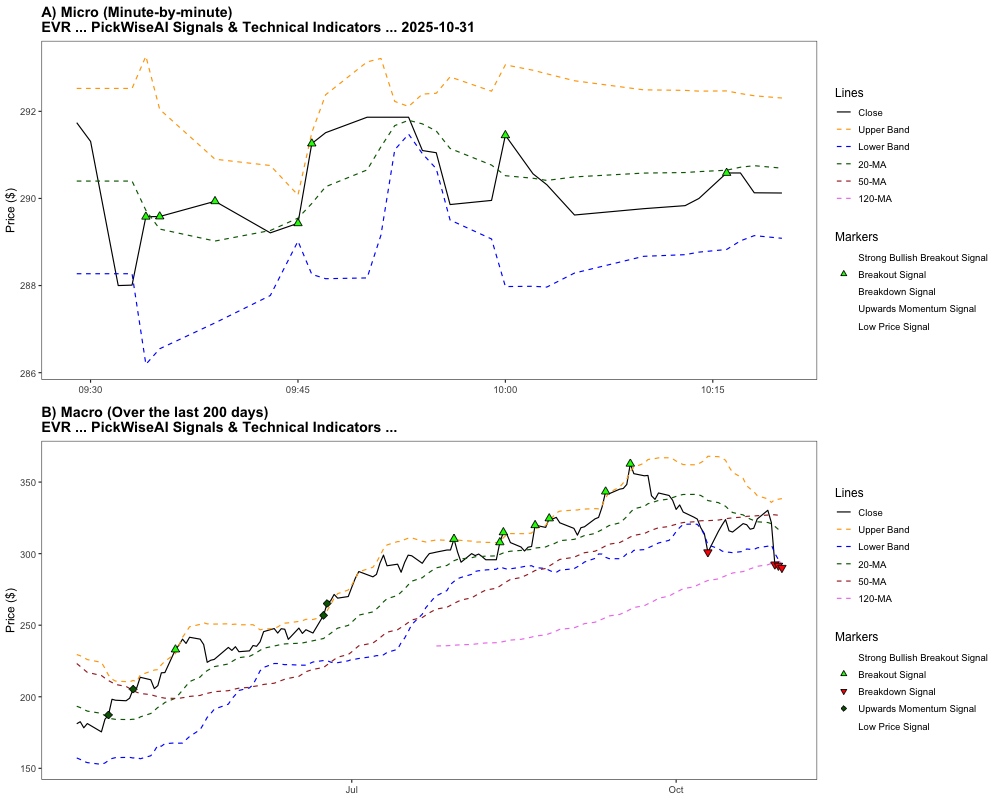 A) Micro (Minute-by-minute)
EVR ... PickWiseAI Signals & Technical Indicators ... 2025-10-31
Price ($)
292
290
288
286
09:30
09:45
10:00
10:15
Lines
Close
Upper Band
Lower Band
20-MA
50-MA
120-MA
Markers
Strong Bullish Breakout Signal
Breakout Signal
Breakdown Signal
Upwards Momentum Signal
Low Price Signal
B) Macro (Over the last 200 days)
EVR ... PickWiseAI Signals & Technical Indicators ...
Price ($)
350
300
250
200
150
Jul
Oct
Lines
Close
Upper Band
Lower Band
20-MA
50-MA
120-MA
Markers
Strong Bullish Breakout Signal
Breakout Signal
Breakdown Signal
Upwards Momentum Signal
Low Price Signal